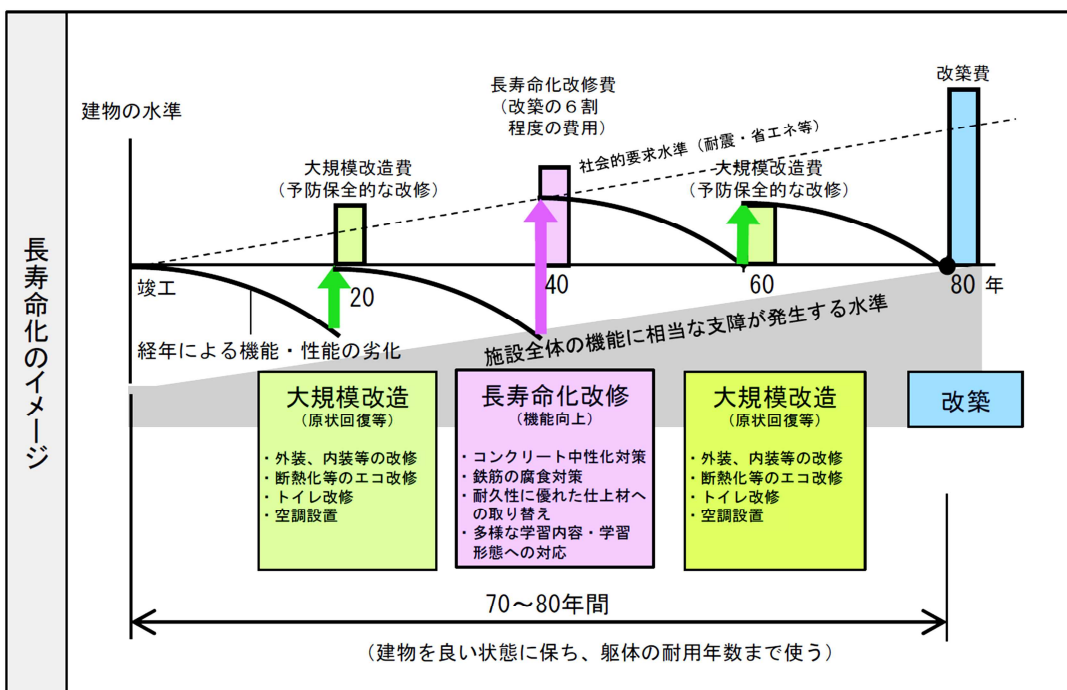 長寿命化のイメージ
建物の水準
大規模改造費
（予防保全的な改修）
長寿命化改修費
（改築の６割
程度の費用）
社会的要求水準（耐震・省エネ等）
大規模改造費
（予防保全的な改修）
改築費
竣工
20
40
60
80 年
経年による機能・性能の劣化
施設全体の機能に相当な支障が発生する水準
大規模改造
（原状回復等）
・外装、内装等の改修
・断熱化等のエコ改修
・トイレ改修
・空調設置
長寿命化改修
（機能向上）
・コンクリート中性化対策
・鉄筋の腐食対策
・耐久性に優れた仕上材へ
の取り替え
・多様な学習内容・学習
形態への対応
大規模改造
（原状回復等）
・外装、内装等の改修
・断熱化等のエコ改修
・トイレ改修
・空調設置
改築
70～80年間
（建物を良い状態に保ち、躯体の耐用年数まで使う）